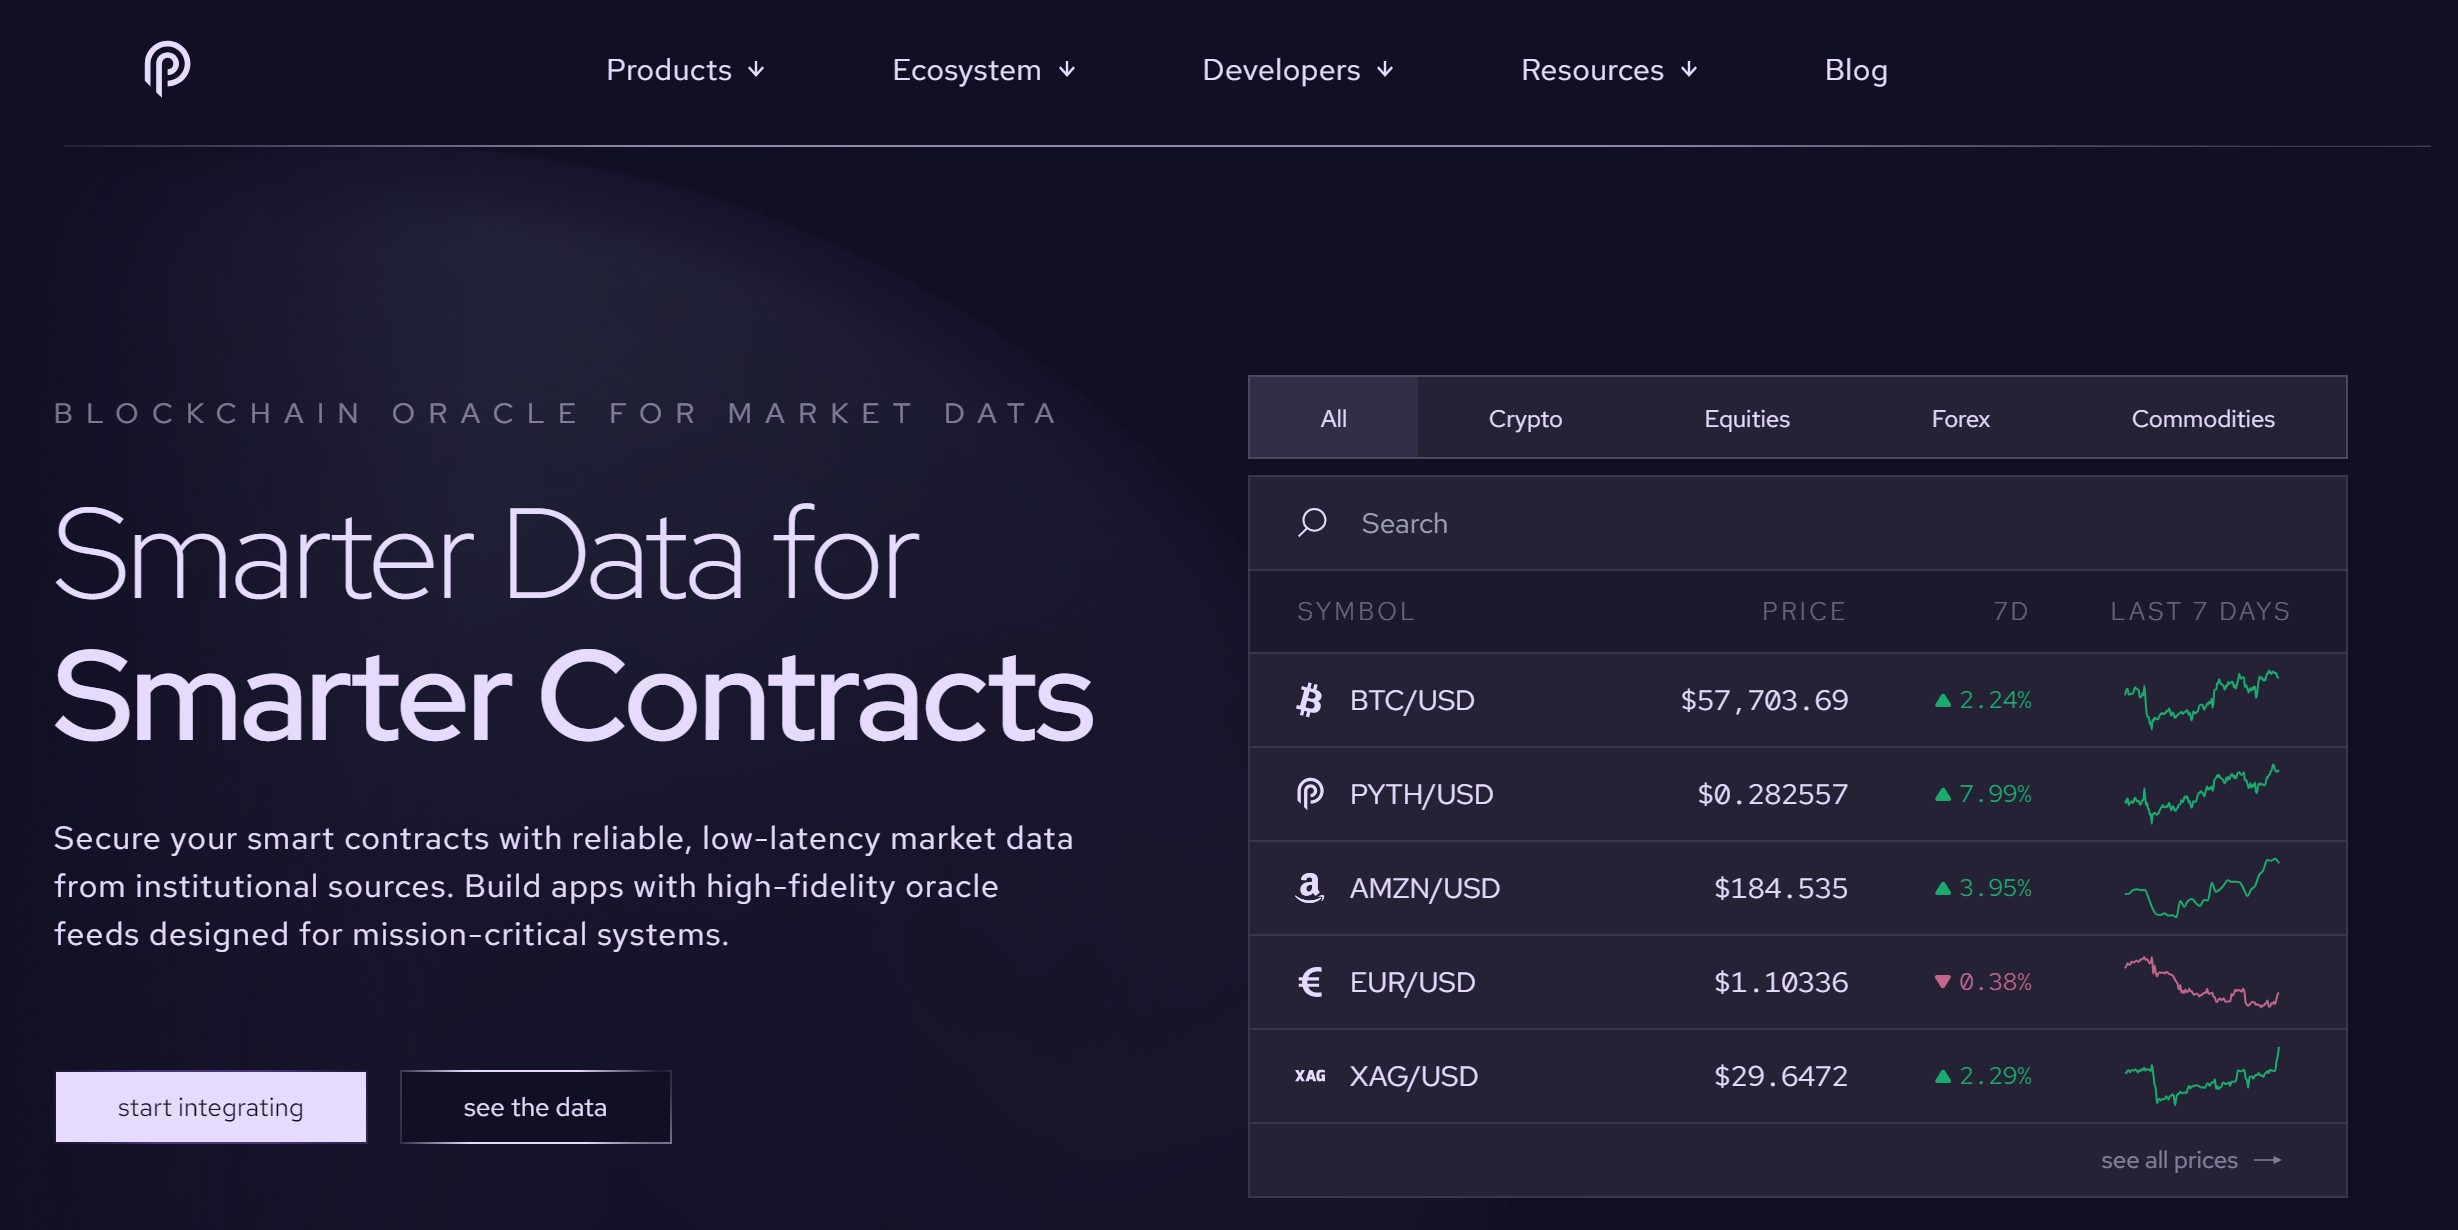 Products ↓ Ecosystem ↓ Developers ↓ Resources ↓ Blog
BLOCKCHAIN ORACLE FOR MARKET DATA
Smarter Data for
Smarter Contracts
Secure your smart contracts with reliable, low-latency market data
from institutional sources. Build apps with high-fidelity oracle
feeds designed for mission-critical systems.
start integrating see the data
All Crypto Equities Forex Commodities
Search
SYMBOL PRICE 7D LAST 7 DAYS
BTC/USD $57,703.69 ▲ 2.24%
PYTH/USD $0.282557 ▲ 7.99%
AMZN/USD $184.535 ▲ 3.95%
EUR/USD $1.10336 ▼ 0.38%
XAG XAG/USD $29.6472 ▲ 2.29%
see all prices →